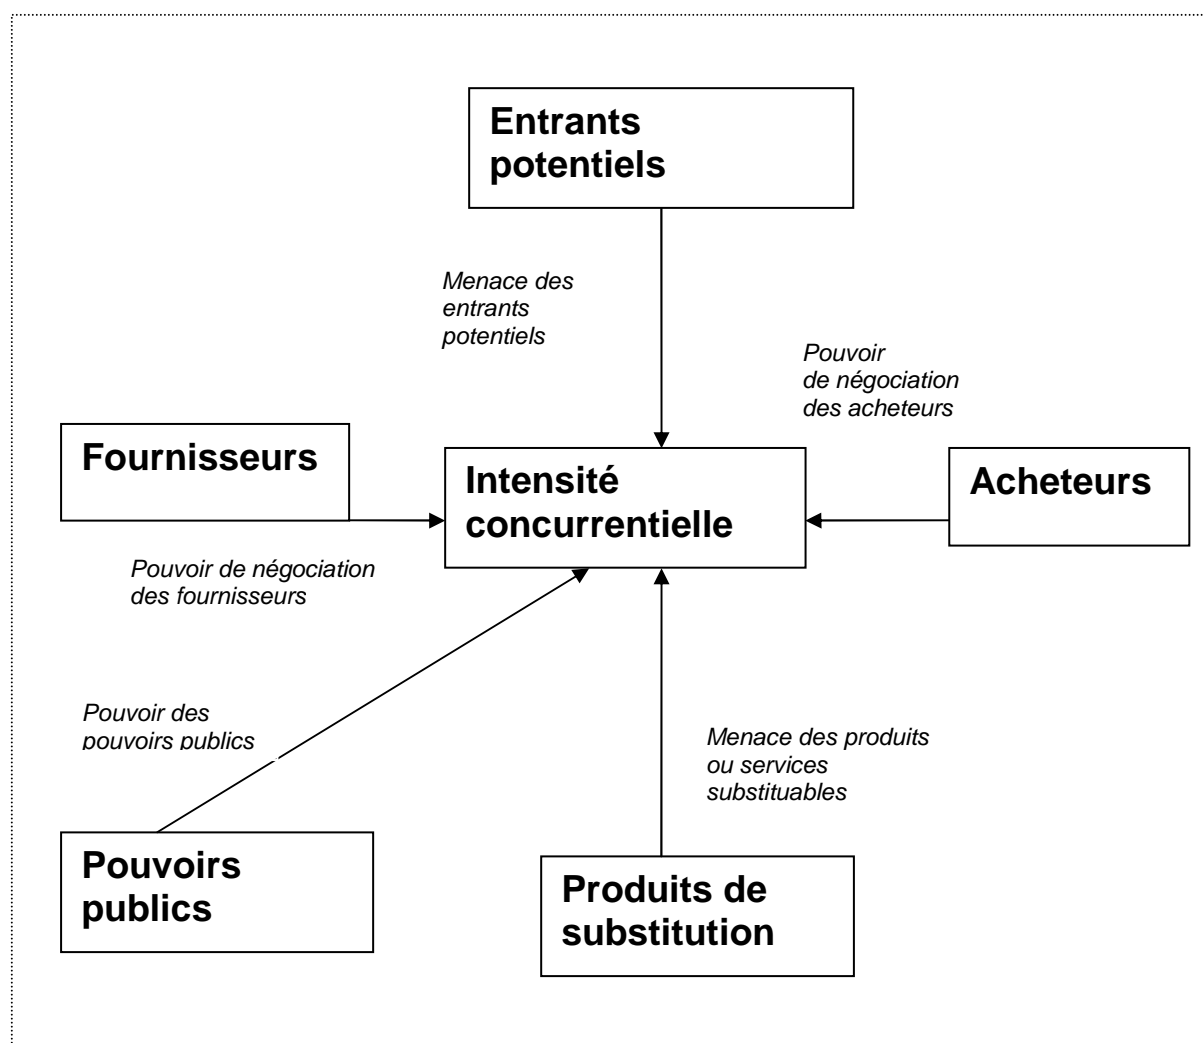 Entrants
potentiels
Menace des
entrants
potentiels
Pouvoir
de négociation
des acheteurs
Fournisseurs
Intensité
concurrentielle
Acheteurs
Pouvoir de négociation
des fournisseurs
Pouvoir des
pouvoirs publics
Menace des produits
ou services
substituables
Pouvoirs
publics
Produits de
substitution